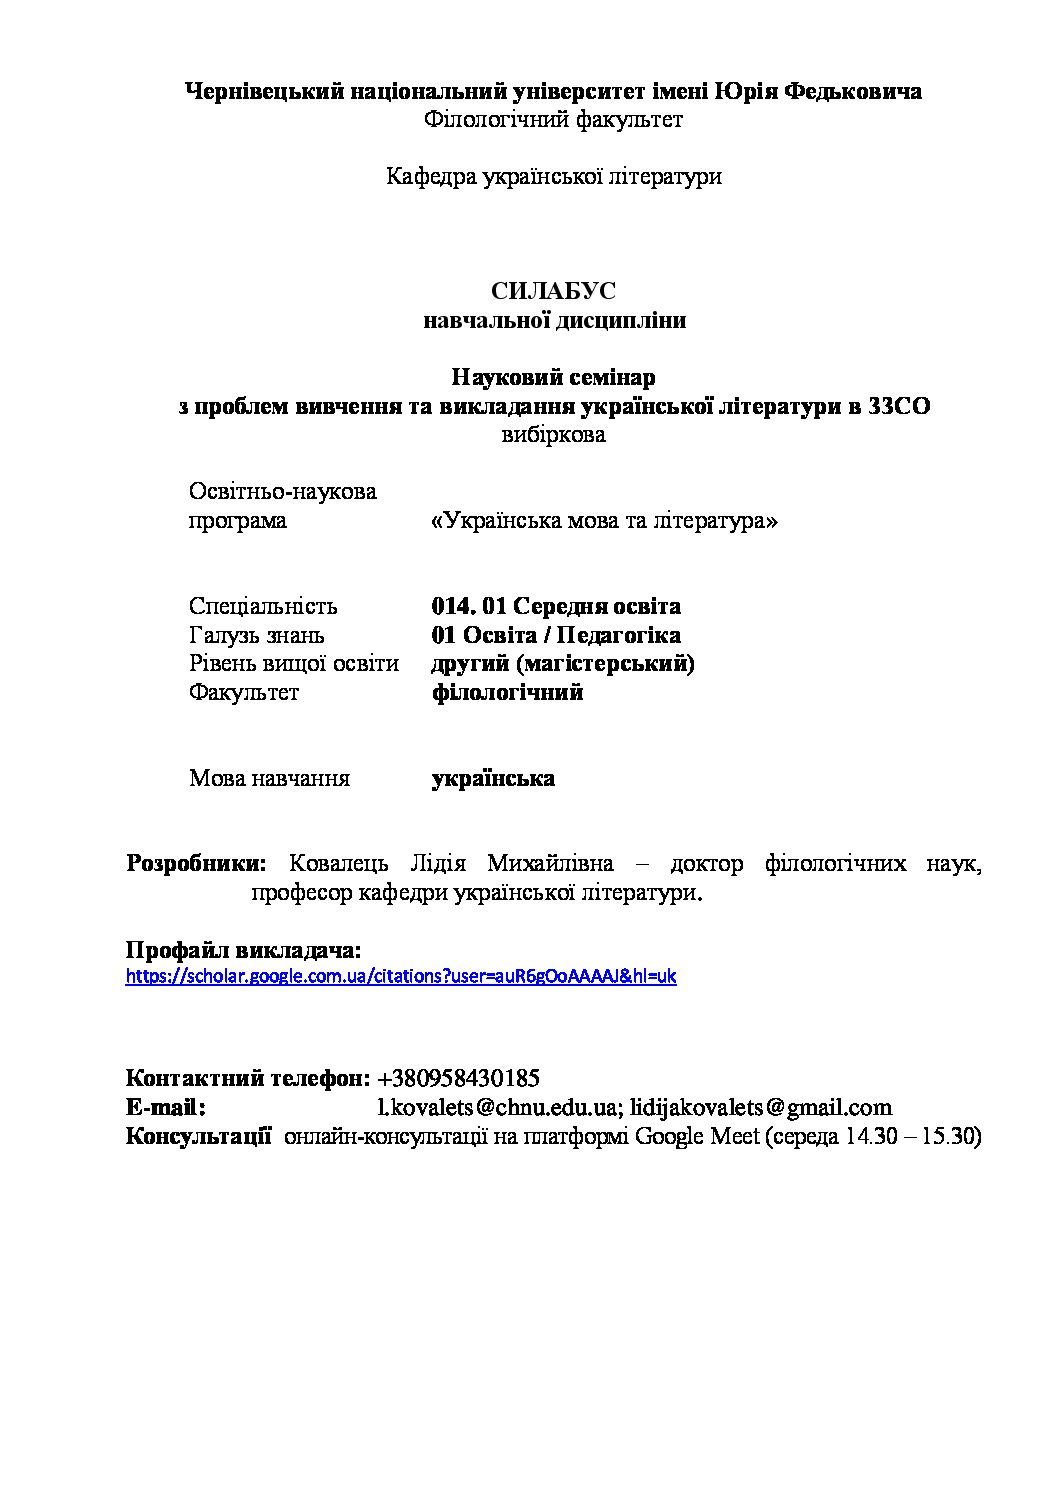 Чернівецький національний університет імені Юрія Федьковича
Філологічний факультет
Кафедра української літератури
СИЛАБУС
навчальної дисципліни
Науковий семінар
з проблем вивчення та викладання української літератури в ЗЗСО
вибіркова
Освітньо-наукова
програма «Українська мова та література»
Спеціальність 014. 01 Середня освіта
Галузь знань 01 Освіта / Педагогіка
Рівень вищої освіти другий (магістерський)
Факультет філологічний
Мова навчання українська
Розробники: Ковалець Лідія Михайлівна – доктор філологічних наук,
професор кафедри української літератури.
Профайл викладача:
https://scholar.google.com.ua/citations?user=auR6gOoAAAAJ&hl=uk
Контактний телефон: +380958430185
E-mail: l.kovalets@chnu.edu.ua; lidijakovalets@gmail.com
Консультації онлайн-консультації на платформі Google Meet (середа 14.30 – 15.30)